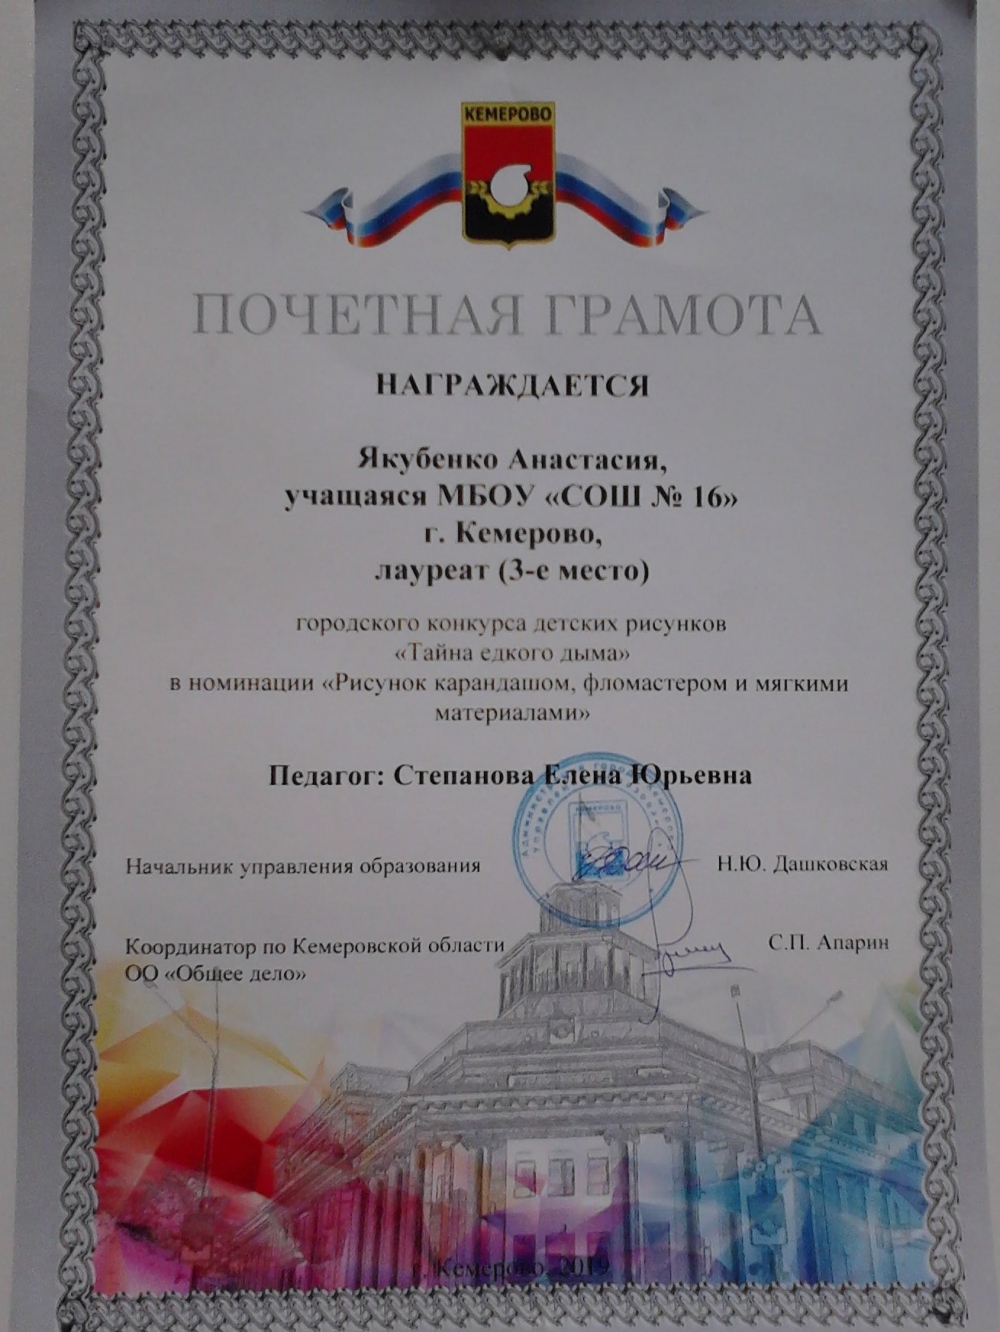 КЕМЕРОВО
ПОЧЕТНАЯ ГРАМОТА
НАГРАЖДАЕТСЯ
Якубенко Анастасия,
учащаяся МБОУ «СОШ № 16»
г. Кемерово,
лауреат (3-е место)
городского конкурса детских рисунков
«Тайна едкого дыма»
в номинации «Рисунок карандашом, фломастером и мягкими
материалами»
Педагог: Степанова Елена Юрьевна
КЕМЕРОВО
Начальник управления образования Н.Ю. Дашковская
Координатор по Кемеровской области С.П. Апарин
ОО «Общее дело»
г. Кемерово, 2019